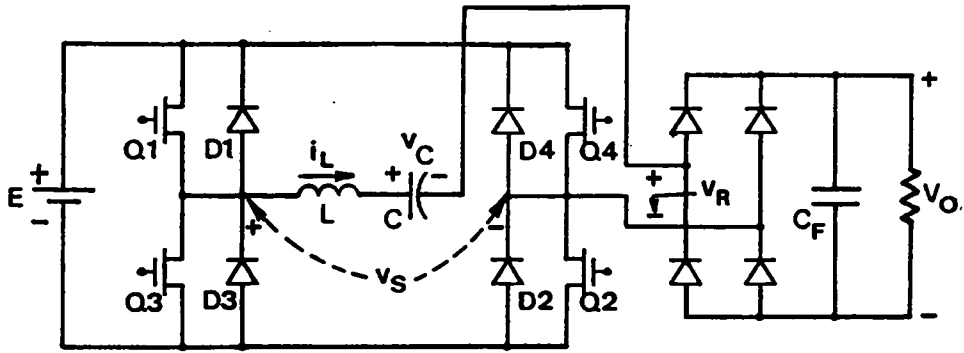 Q1 D1
i_L
v_C
+ -
D4 Q4
+
E
-
L
C
+
v_R
-
+
C_F
V_O
-
+
v_S
-
Q3 D3
D2 Q2